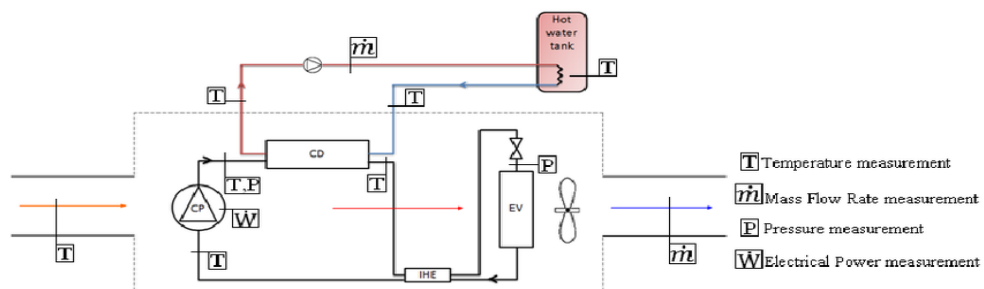 Hot
water
tank
ṁ
T
T
T
CD
T,P
T
P
T Temperature measurement
CP
Ẇ
EV
ṁ Mass Flow Rate measurement
P Pressure measurement
T
T
IHE
ṁ
Ẇ Electrical Power measurement